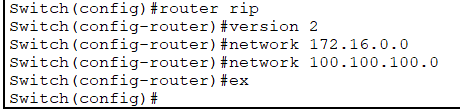 Switch(config)#router rip
Switch(config-router)#version 2
Switch(config-router)#network 172.16.0.0
Switch(config-router)#network 100.100.100.0
Switch(config-router)#ex
Switch(config)#